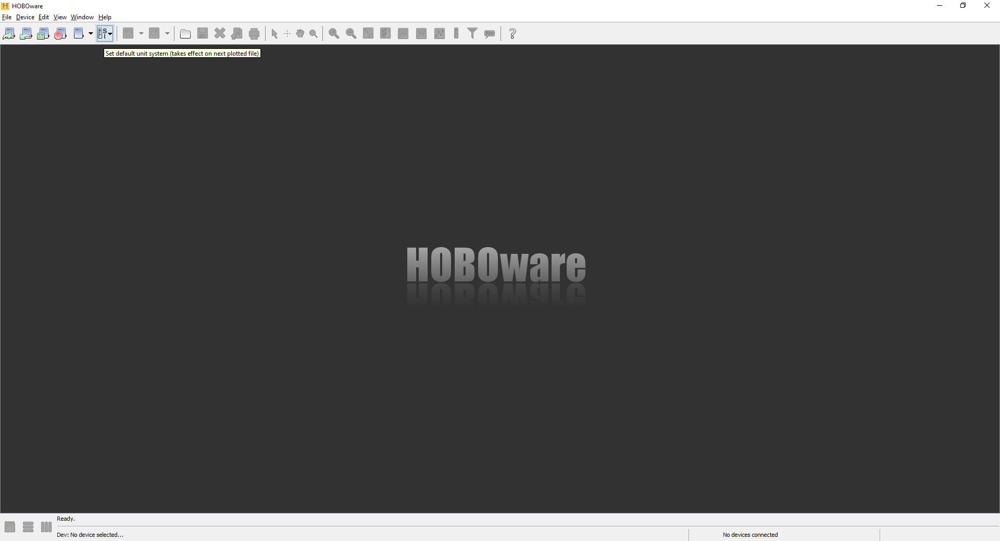 HOBOware
File Device Edit View Window Help
S
I
Abc
Set default unit system (takes effect on next plotted file)
HOBOware
Ready.
Dev: No device selected...
No devices connected